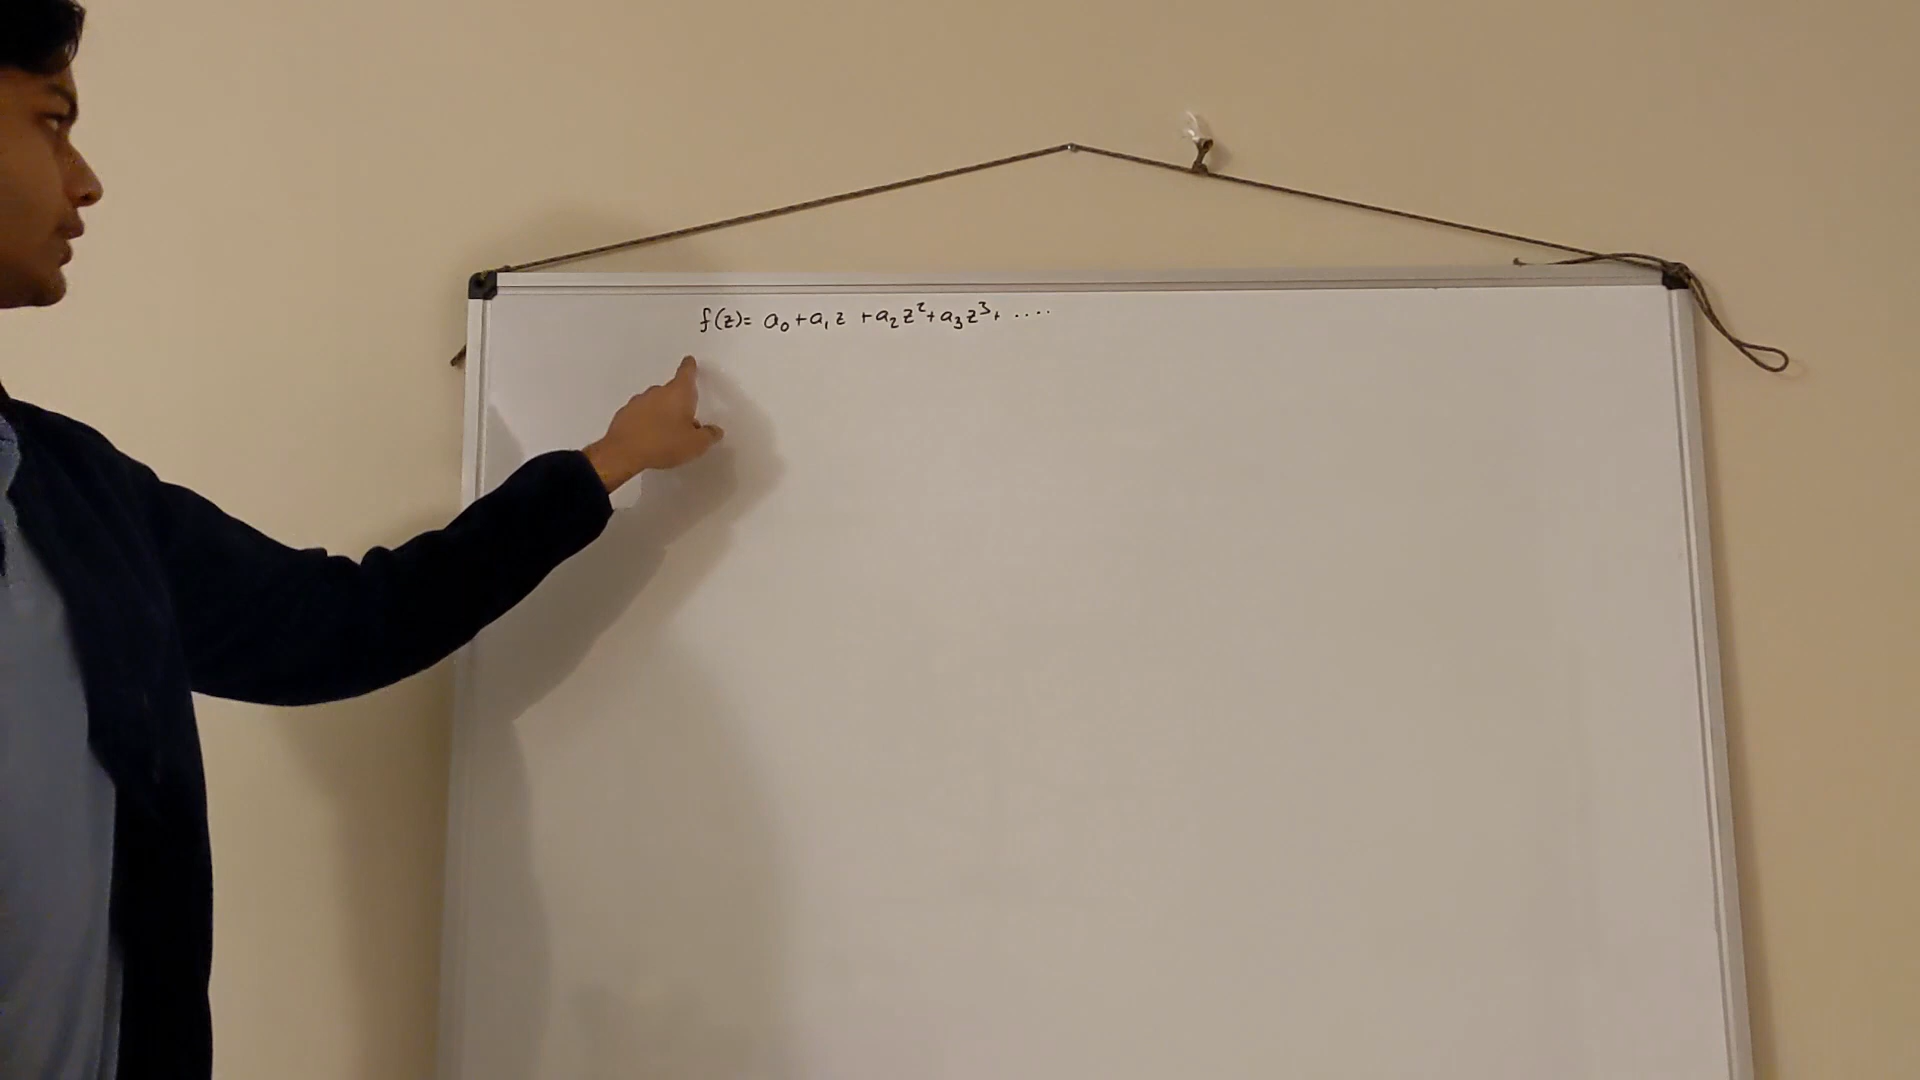 f(z)= a₀+a₁z +a₂z²+a₃z³+ ....